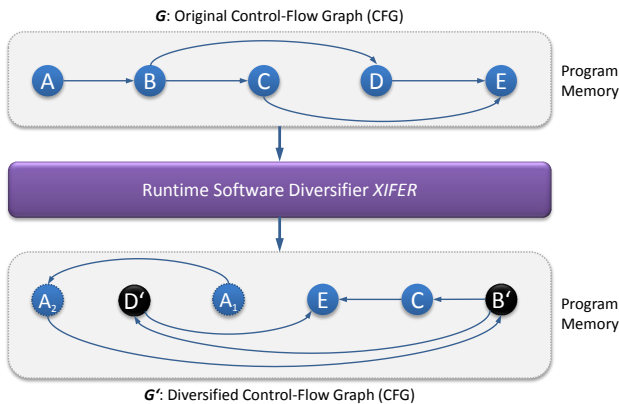 G: Original Control-Flow Graph (CFG)
A B C D E
Program
Memory
Runtime Software Diversifier XIFER
A₂ D‘ A₁ E C B‘
Program
Memory
G‘: Diversified Control-Flow Graph (CFG)